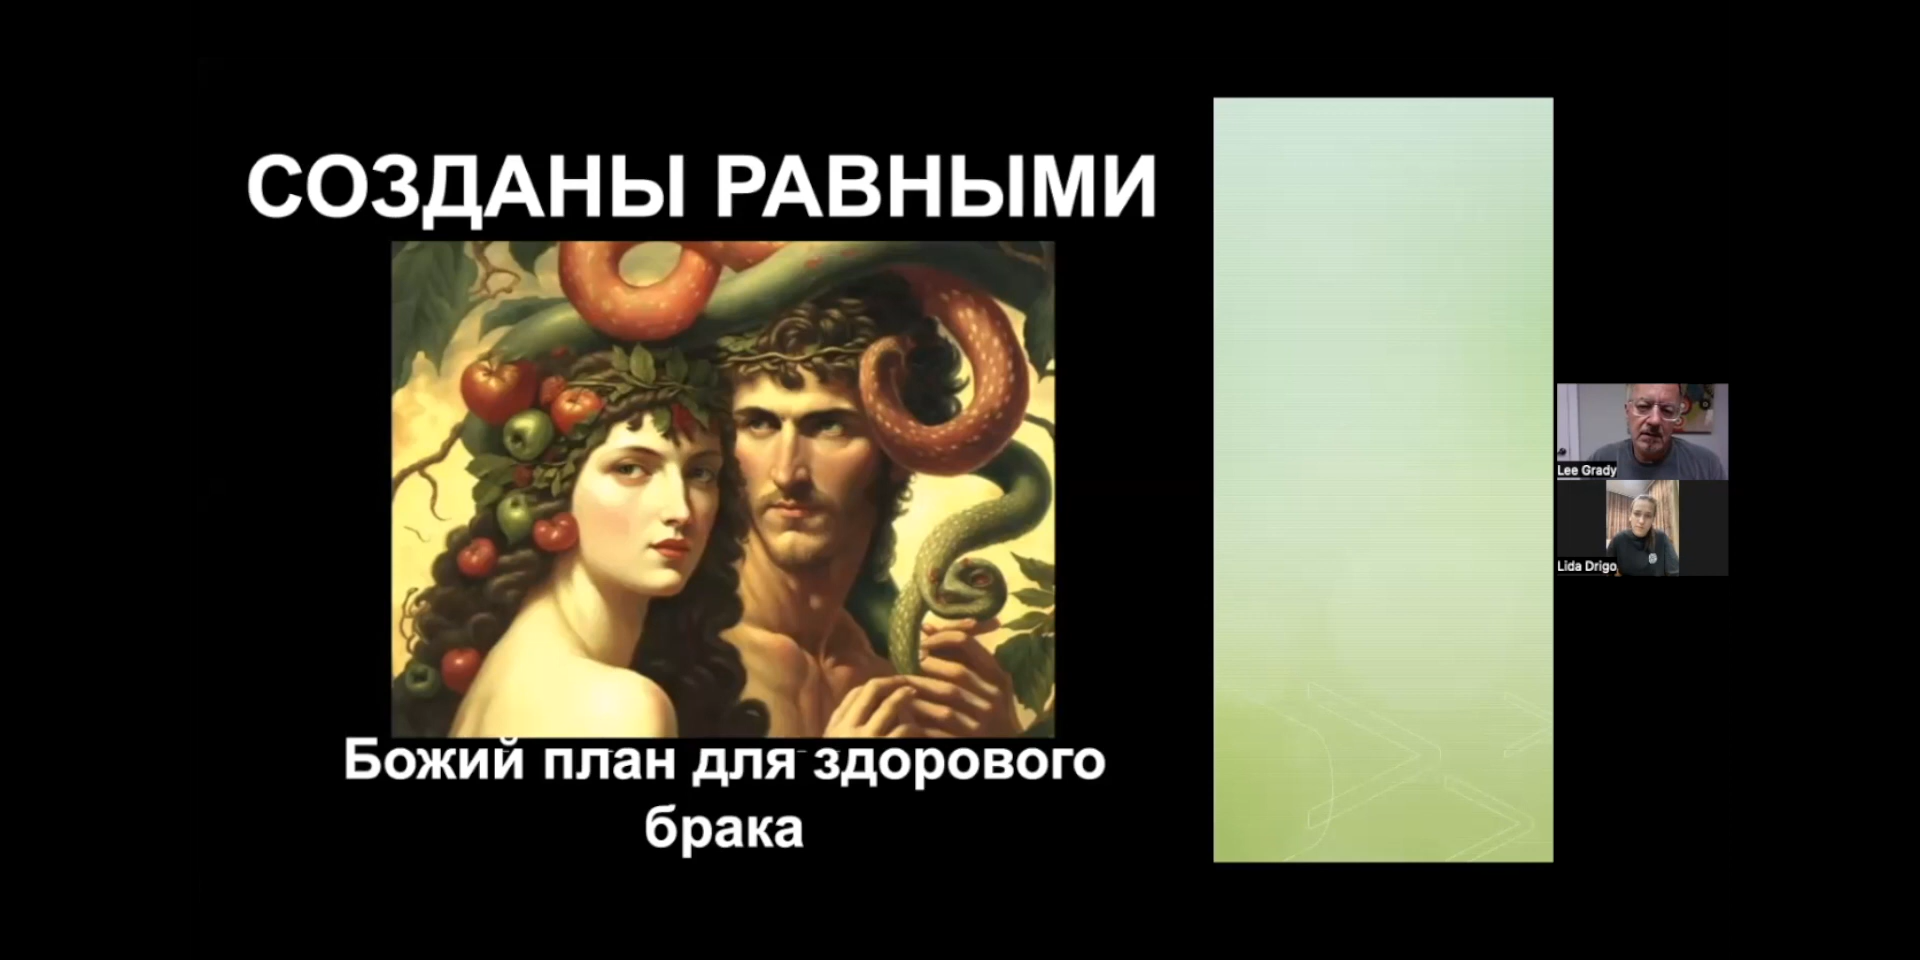 СОЗДАНЫ РАВНЫМИ
Божий план для здорового
брака
Lee Grady
Lida Drigo